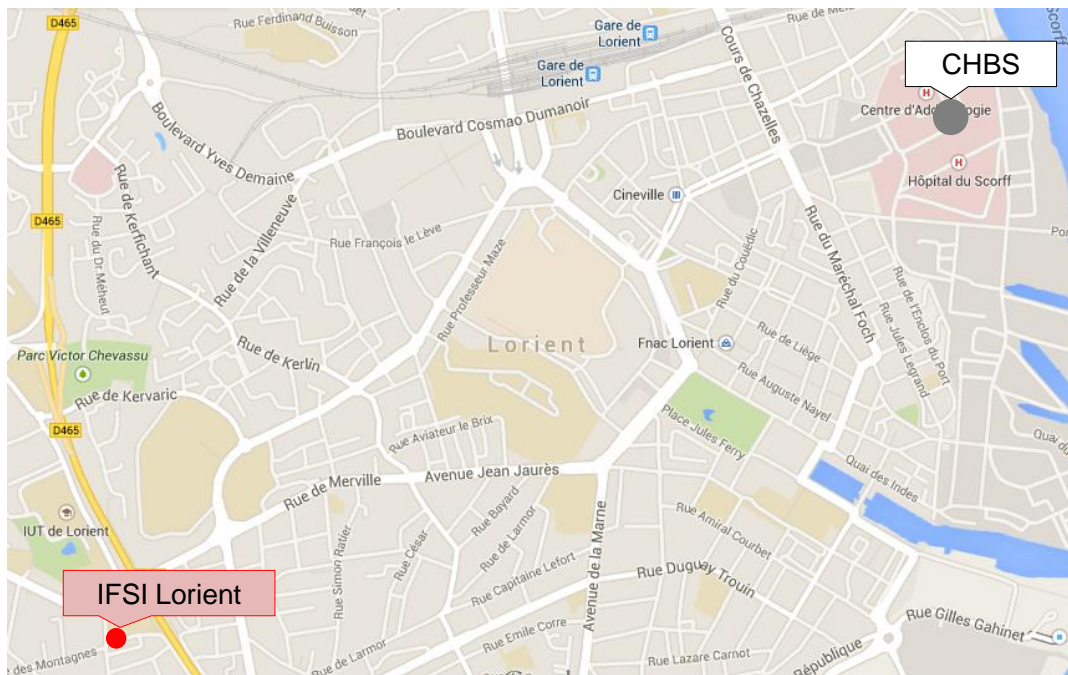 D465
Rue Ferdinand Buisson
Gare de
Lorient
Gare de
Lorient
Cours de Chazelles
Scorff
CHBS
Centre d'Add
ogie
Hôpital du Scorff
Boulevard Cosmao Dumanoir
Boulevard Yves Demaine
Cineville
D465
Rue de Kerfichant
Rue du Dr Méheut
Rue de la Villeneuve
Rue François le Lève
Rue Professeur Maze
Rue du Couëdic
Rue du Maréchal Foch
Rue de l'Enclos du Port
Rue Jules Legrand
Lorient
Fnac Lorient
Rue de Liège
Rue de Kerlin
Parc Victor Chevassu
Rue de Kervaric
Rue Auguste Nayel
D465
Rue Aviateur le Brix
Place Jules Ferry
Quai du
Quai des Indes
Avenue Jean Jaurès
Rue de Merville
IUT de Lorient
Rue Bayard
Rue de Larmor
Rue Amiral Courbet
Rue Simon Ratier
Rue César
Avenue de la Marne
Rue Capitaine Lefort
Rue Duguay Trouin
IFSI Lorient
Rue Gilles Gahinet
Rue Emile Corre
e des Montagnes
Rue de Larmor
Rue Lazare Carnot
République